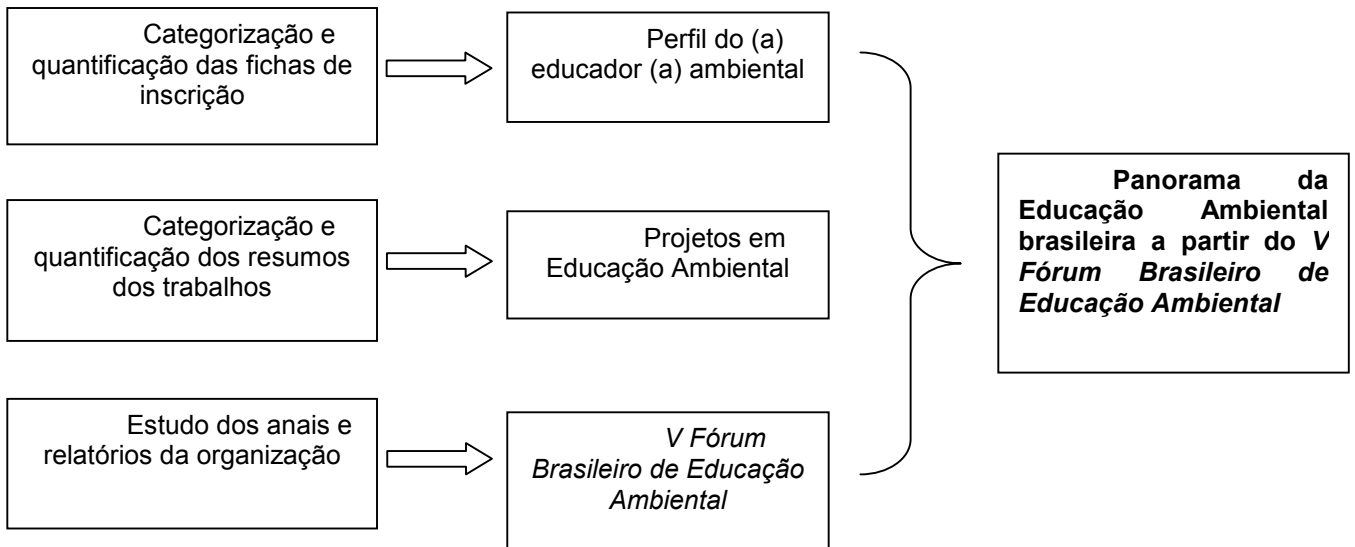 Categorização e
quantificação das fichas de
inscrição
Perfil do (a)
educador (a) ambiental
Categorização e
quantificação dos resumos
dos trabalhos
Projetos em
Educação Ambiental
Estudo dos anais e
relatórios da organização
V Fórum
Brasileiro de Educação
Ambiental
Panorama da
Educação Ambiental
brasileira a partir do V
Fórum Brasileiro de
Educação Ambiental